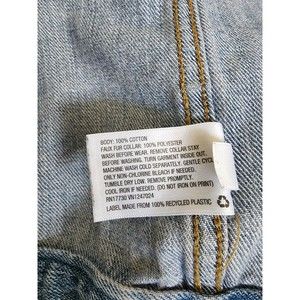 BODY: 100% COTTON
FAUX FUR COLLAR: 100% POLYESTER
WASH BEFORE WEAR. REMOVE COLLAR STAY
BEFORE WASHING. TURN GARMENT INSIDE OUT.
MACHINE WASH COLD SEPARATELY. GENTLE CYC
ONLY NON-CHLORINE BLEACH IF NEEDED.
TUMBLE DRY LOW. REMOVE PROMPTLY.
COOL IRON IF NEEDED. (DO NOT IRON ON PRINT)
RN17730 VN1247024
LABEL MADE FROM 100% RECYCLED PLASTIC